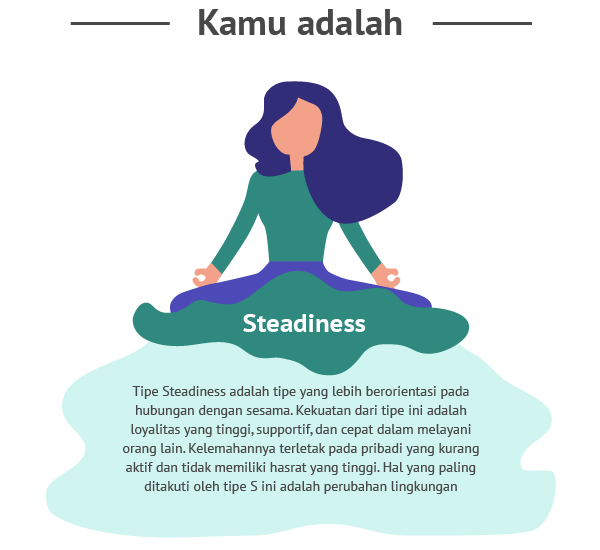 Kamu adalah
Steadiness
Tipe Steadiness adalah tipe yang lebih berorientasi pada
hubungan dengan sesama. Kekuatan dari tipe ini adalah
loyalitas yang tinggi, supportif, dan cepat dalam melayani
orang lain. Kelemahannya terletak pada pribadi yang kurang
aktif dan tidak memiliki hasrat yang tinggi. Hal yang paling
ditakuti oleh tipe S ini adalah perubahan lingkungan